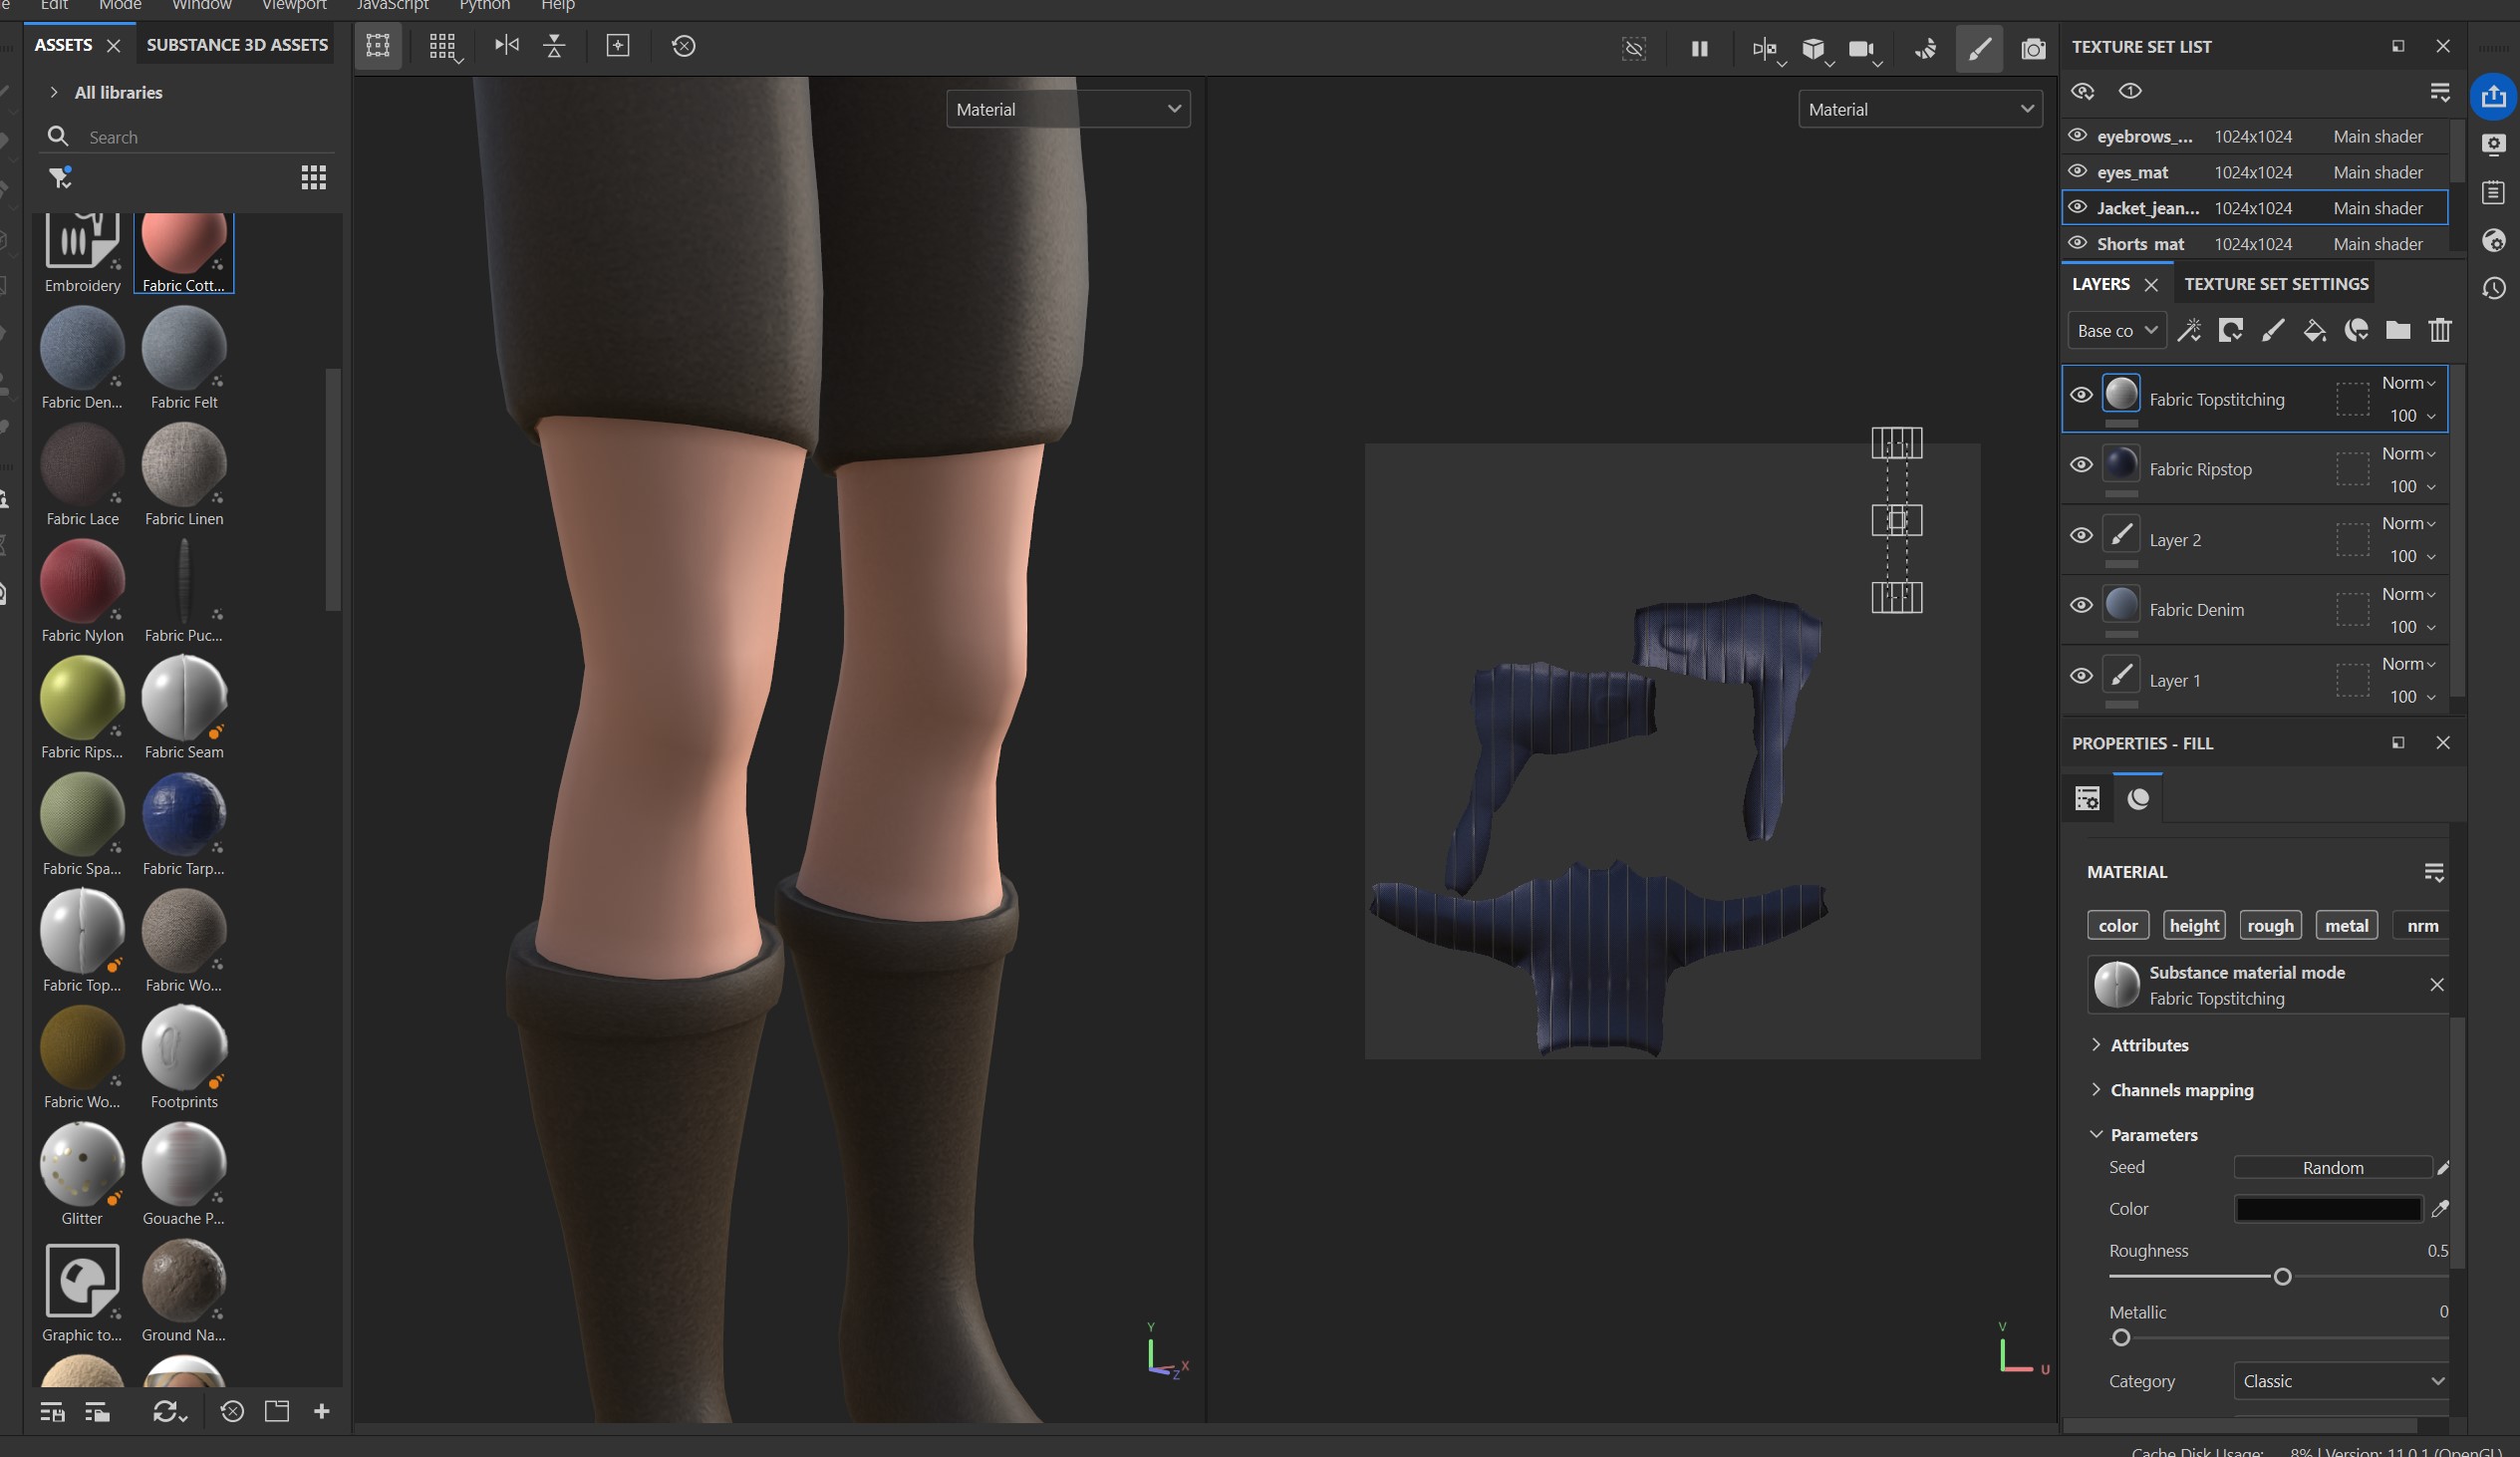 Edit Mode Window Viewport JavaScript Python Help
ASSETS
SUBSTANCE 3D ASSETS
All libraries
Search
Embroidery
Fabric Cott...
Fabric Den...
Fabric Felt
Fabric Lace
Fabric Linen
Fabric Nylon
Fabric Puc...
Fabric Rips...
Fabric Seam
Fabric Spa...
Fabric Tarp...
Fabric Top...
Fabric Wo...
Fabric Wo...
Footprints
Glitter
Gouache P...
Graphic to...
Ground Na...
Material
Y
X
Z
Material
V
U
TEXTURE SET LIST
eyebrows_... 1024x1024 Main shader
eyes_mat 1024x1024 Main shader
Jacket_jean... 1024x1024 Main shader
Shorts mat 1024x1024 Main shader
LAYERS
TEXTURE SET SETTINGS
Base co
Fabric Topstitching
Norm
100
Fabric Ripstop
Norm
100
Layer 2
Norm
100
Fabric Denim
Norm
100
Layer 1
Norm
100
PROPERTIES - FILL
MATERIAL
color height rough metal nrm
Substance material mode
Fabric Topstitching
Attributes
Channels mapping
Parameters
Seed Random
Color
Roughness 0.5
Metallic 0
Category Classic
Cache Disk Usage: 8% | Version: 11.0.1 (OpenGL)